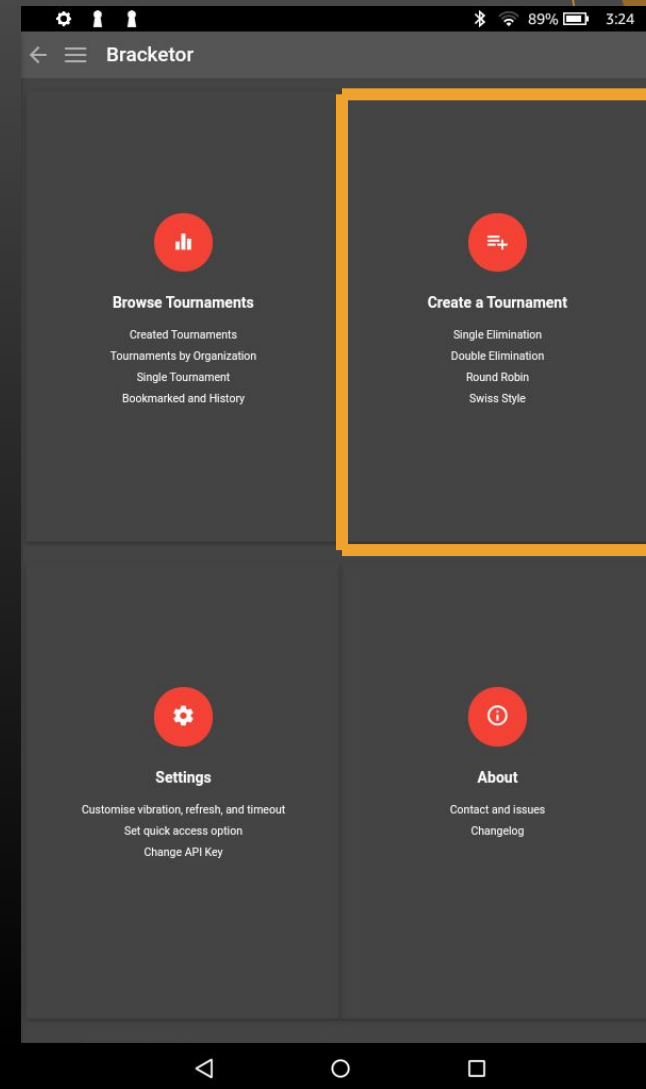 89% 3:24
Bracketor
Browse Tournaments
Created Tournaments
Tournaments by Organization
Single Tournament
Bookmarked and History
Create a Tournament
Single Elimination
Double Elimination
Round Robin
Swiss Style
Settings
Customise vibration, refresh, and timeout
Set quick access option
Change API Key
About
Contact and issues
Changelog